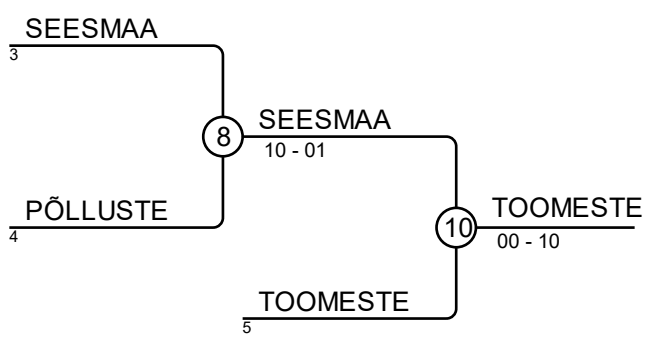 SEESMAA
3
8
SEESMAA
10 - 01
PÕLLUSTE
4
10
TOOMESTE
00 - 10
TOOMESTE
5